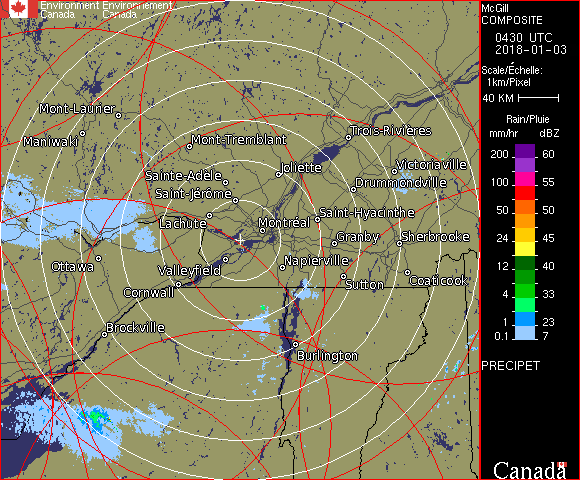 Environment Environnement
Canada Canada
McGill
COMPOSITE
0430 UTC
2018-01-03
Scale/Échelle:
1km/Pixel
40 KM
Rain/Pluie
mm/hr dBZ
200 60
100 55
50 50
24 45
12 40
4 33
1 23
0.1 7
PRECIPET
Canada
Mont-Laurier
Maniwaki
Mont-Tremblant
Trois-Rivières
Joliette
Victoriaville
Sainte-Adèle
Drummondville
Saint-Jérôme
Saint-Hyacinthe
Lachute
Montréal
Granby
Sherbrooke
Ottawa
Valleyfield
Napierville
Cornwall
Sutton
Coaticook
Brockville
Burlington